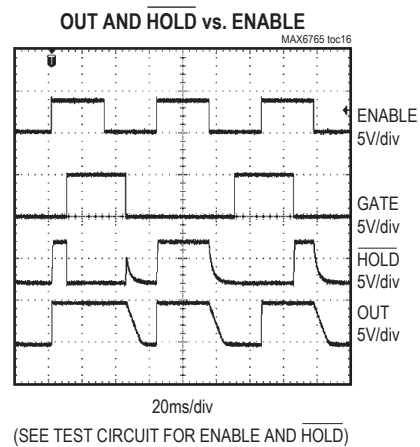 OUT AND HOLD vs. ENABLE
MAX6765 toc16
T
ENABLE
5V/div
GATE
5V/div
HOLD
5V/div
OUT
5V/div
20ms/div
(SEE TEST CIRCUIT FOR ENABLE AND HOLD)